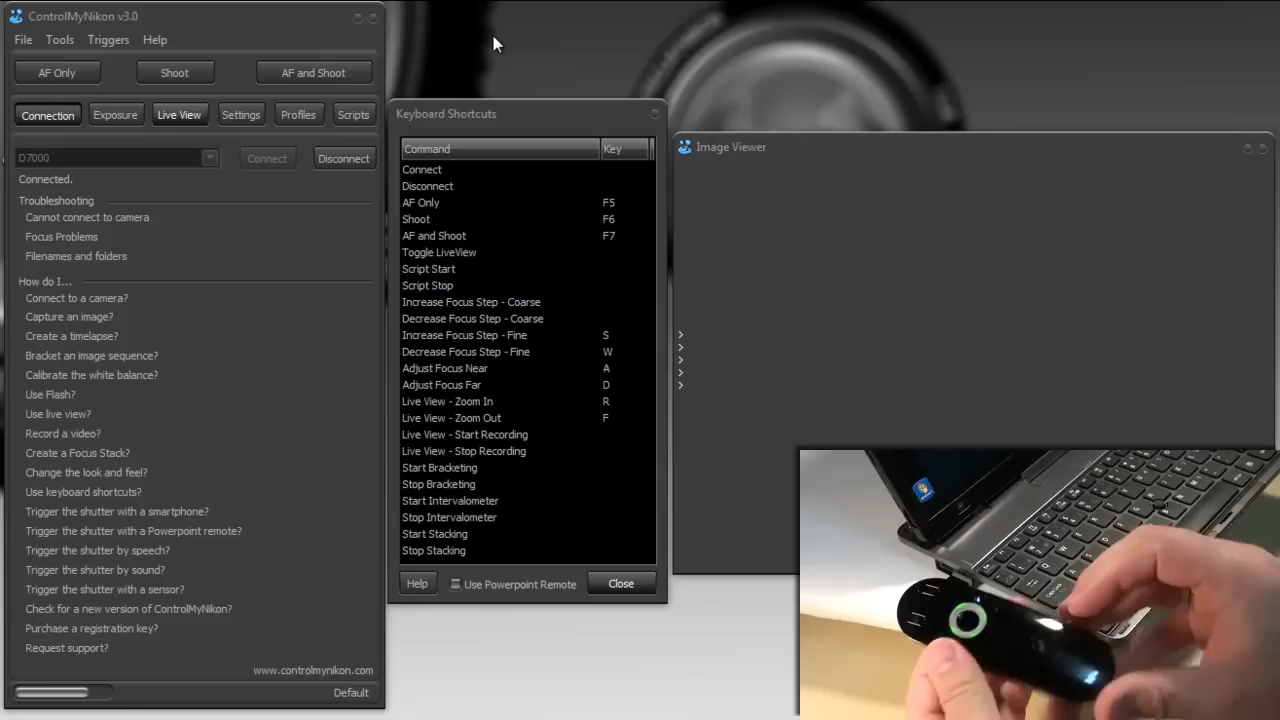 ControlMyNikon v3.0
File Tools Triggers Help
AF Only Shoot AF and Shoot
Connection Exposure Live View Settings Profiles Scripts
D7000 Connect Disconnect
Connected.
Troubleshooting
Cannot connect to camera
Focus Problems
Filenames and folders
How do I...
Connect to a camera?
Capture an image?
Create a timelapse?
Bracket an image sequence?
Calibrate the white balance?
Use Flash?
Use live view?
Record a video?
Create a Focus Stack?
Change the look and feel?
Use keyboard shortcuts?
Trigger the shutter with a smartphone?
Trigger the shutter with a Powerpoint remote?
Trigger the shutter by speech?
Trigger the shutter by sound?
Trigger the shutter with a sensor?
Check for a new version of ControlMyNikon?
Purchase a registration key?
Request support?
www.controlmynikon.com
Default
Keyboard Shortcuts
Command Key
Connect
Disconnect
AF Only F5
Shoot F6
AF and Shoot F7
Toggle LiveView
Script Start
Script Stop
Increase Focus Step - Coarse
Decrease Focus Step - Coarse
Increase Focus Step - Fine S
Decrease Focus Step - Fine W
Adjust Focus Near A
Adjust Focus Far D
Live View - Zoom In R
Live View - Zoom Out F
Live View - Start Recording
Live View - Stop Recording
Start Bracketing
Stop Bracketing
Start Intervalometer
Stop Intervalometer
Start Stacking
Stop Stacking
Help Use Powerpoint Remote Close
Image Viewer